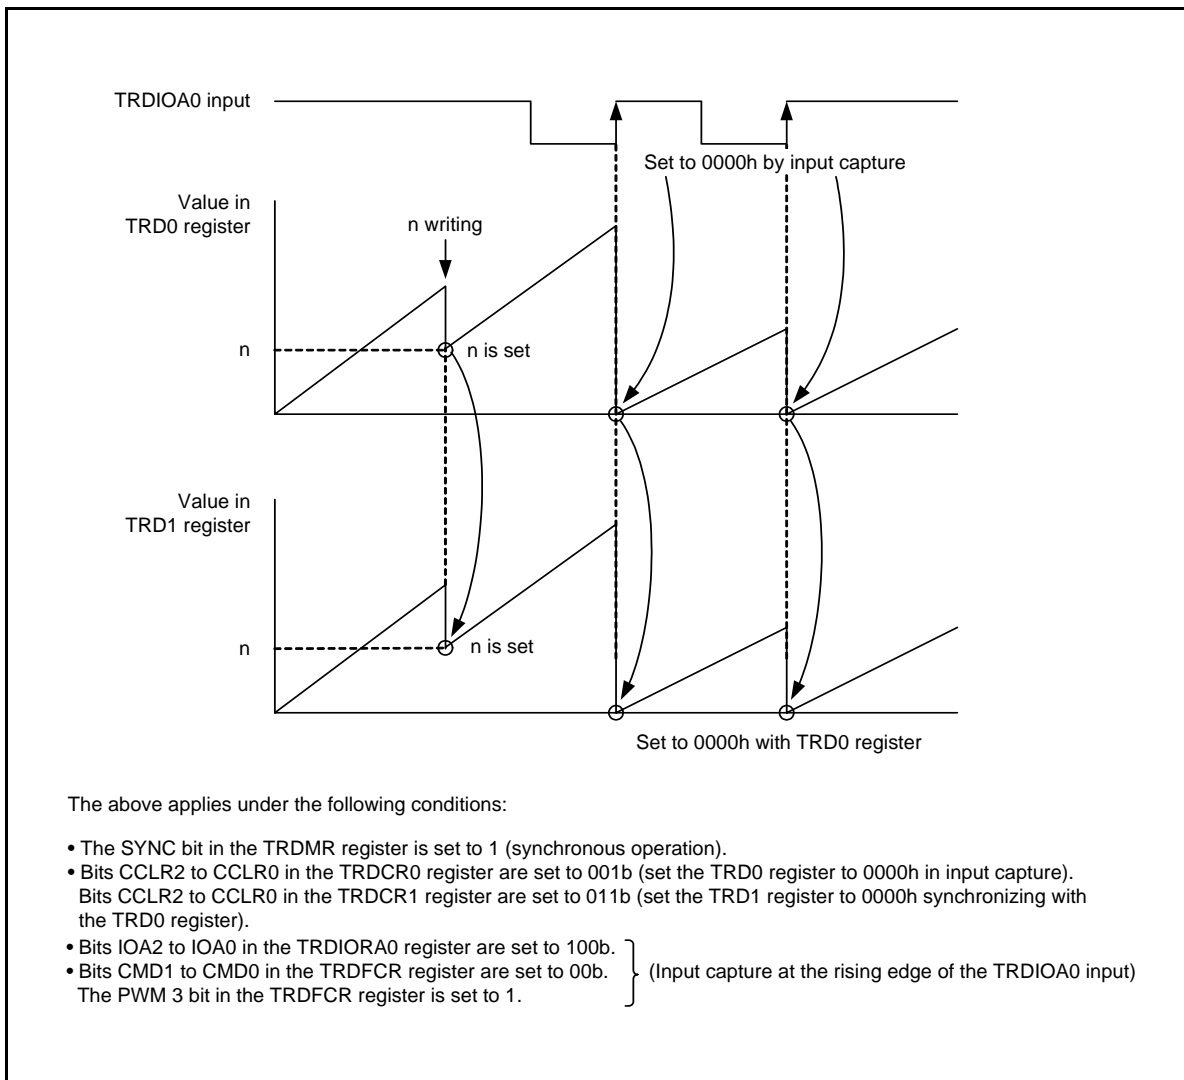 TRDIOA0 input
Set to 0000h by input capture
Value in
TRD0 register
n writing
n
n is set
Value in
TRD1 register
n
n is set
Set to 0000h with TRD0 register
The above applies under the following conditions:
• The SYNC bit in the TRDMR register is set to 1 (synchronous operation).
• Bits CCLR2 to CCLR0 in the TRDCR0 register are set to 001b (set the TRD0 register to 0000h in input capture).
Bits CCLR2 to CCLR0 in the TRDCR1 register are set to 011b (set the TRD1 register to 0000h synchronizing with
the TRD0 register).
• Bits IOA2 to IOA0 in the TRDIORA0 register are set to 100b.
• Bits CMD1 to CMD0 in the TRDFCR register are set to 00b.
The PWM 3 bit in the TRDFCR register is set to 1.
(Input capture at the rising edge of the TRDIOA0 input)